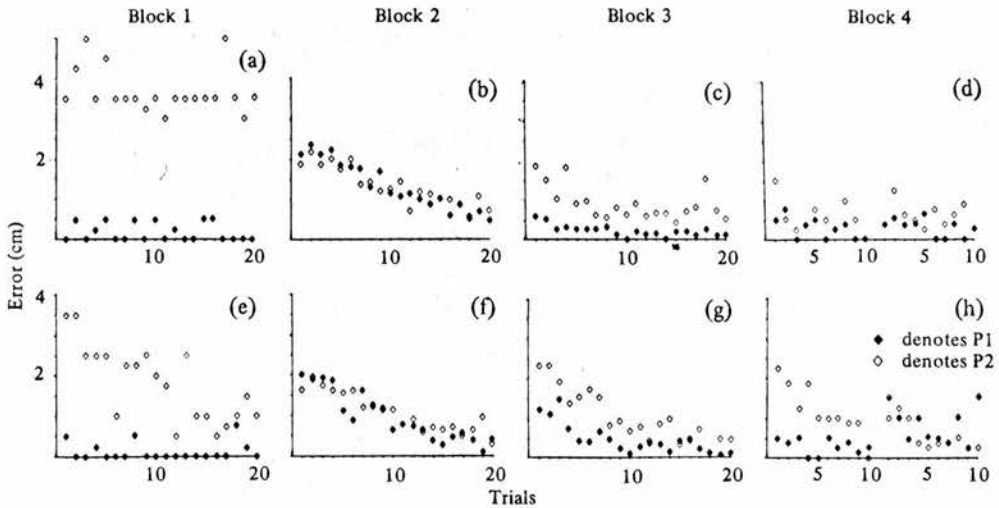 Block 1 Block 2 Block 3 Block 4
(a) (b) (c) (d)
4
2
10 20 10 20 10 20 5 10 5 10
Error (cm)
(e) (f) (g) (h)
4
2
denotes P1
denotes P2
10 20 10 20 10 20 5 10 5 10
Trials